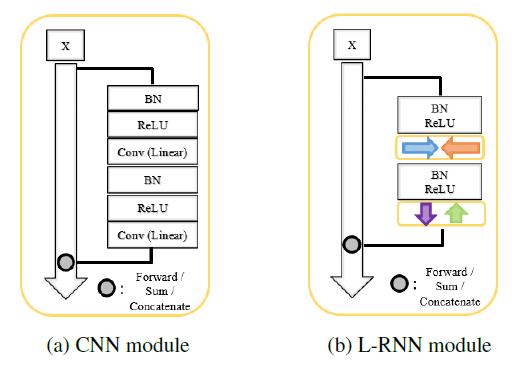 X
BN
ReLU
Conv (Linear)
BN
ReLU
Conv (Linear)
:
Forward /
Sum /
Concatenate
(a) CNN module
X
BN
ReLU
BN
ReLU
:
Forward /
Sum /
Concatenate
(b) L-RNN module